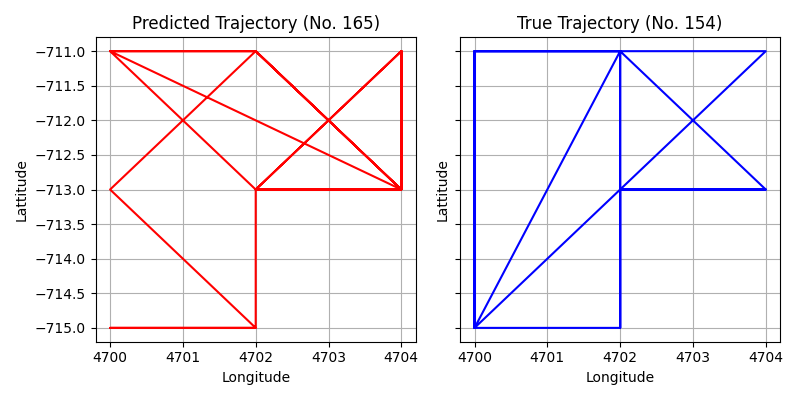 Predicted Trajectory (No. 165)
True Trajectory (No. 154)
−711.0
−711.5
−712.0
−712.5
−713.0
−713.5
−714.0
−714.5
−715.0
Lattitude
Lattitude
4700 4701 4702 4703 4704
4700 4701 4702 4703 4704
Longitude
Longitude